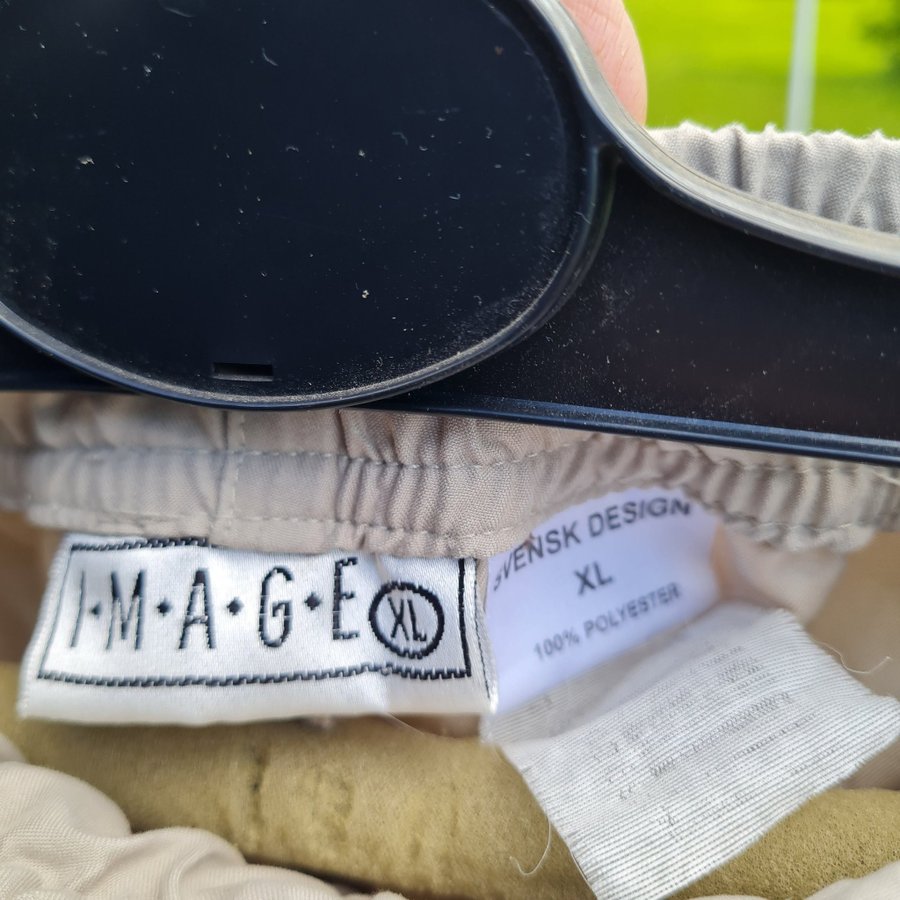 I•M•A•G•E XL
SVENSK DESIGN
XL
100% POLYESTER